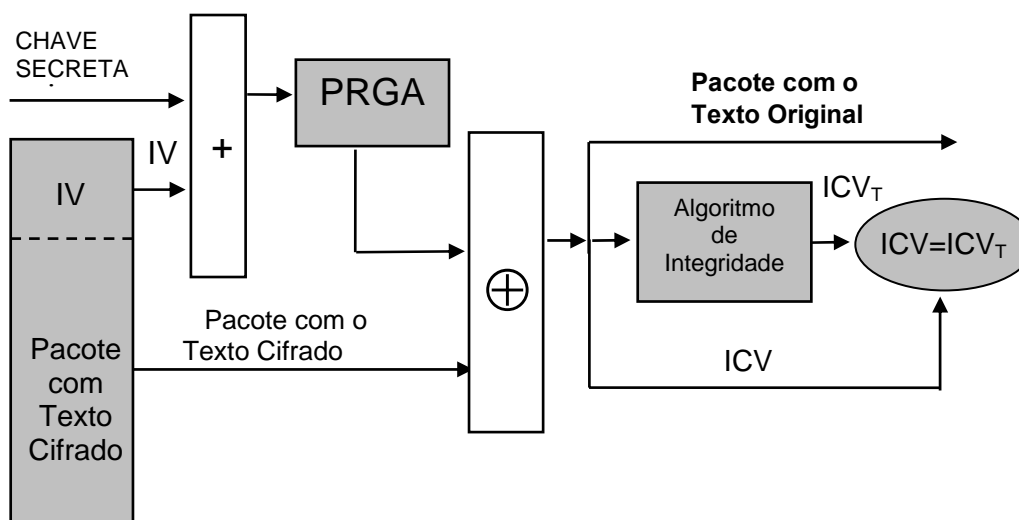 CHAVE
SECRETA
IV
IV
Pacote
com
Texto
Cifrado
+
PRGA
Pacote com o
Texto Cifrado
⊕
Pacote com o
Texto Original
Algoritmo
de
Integridade
ICV_T
ICV=ICV_T
ICV